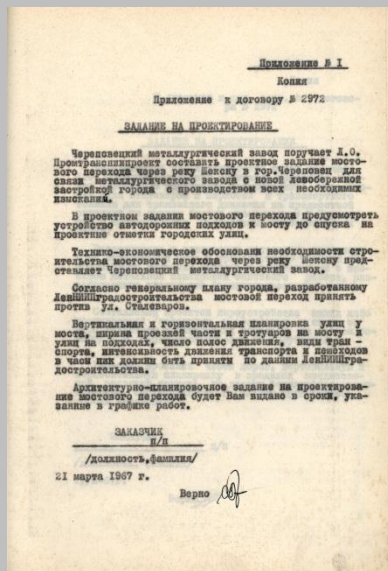 Приложение № I
Копия
Приложение к договору № 2972
ЗАДАНИЕ НА ПРОЕКТИРОВАНИЕ
Череповецкий металлургический завод поручает Л.О.
Промтрансниипроект составить проектное задание мосто-
вого перехода через реку Шексну в гор.Череповец для
связи металлургического завода с новой левобережной
застройкой города с производством всех необходимых
изысканий.
В проектном задании мостового перехода предусмотреть
устройство автодорожных подходов к мосту до спуска на
проектные отметки городских улиц.
Технико-экономическое обосновани необходимости стро-
ительства мостового перехода через реку Шексну пред-
ставляет Череповецкий металлургический завод.
Согласно генеральному плану города, разработанному
ЛенНИИПградостроительства мостовой переход принять
против ул. Сталеваров.
Вертикальная и горизонтальная планировка улиц у
моста, ширина проезжей части и тротуаров на мосту и
улиц на подходах, число полос движения, виды тран -
спорта, интенсивность движения транспорта и пешеходов
в часы пик должны быть приняты по данным ЛенНИИПгра-
достроительства.
Архитектурно-планировочное задание на проектирова-
ние мостового перехода будет Вам выдано в сроки, ука-
занные в графике работ.
ЗАКАЗЧИК
п/п
/должность,фамилия/
21 марта 1967 г.
Верно